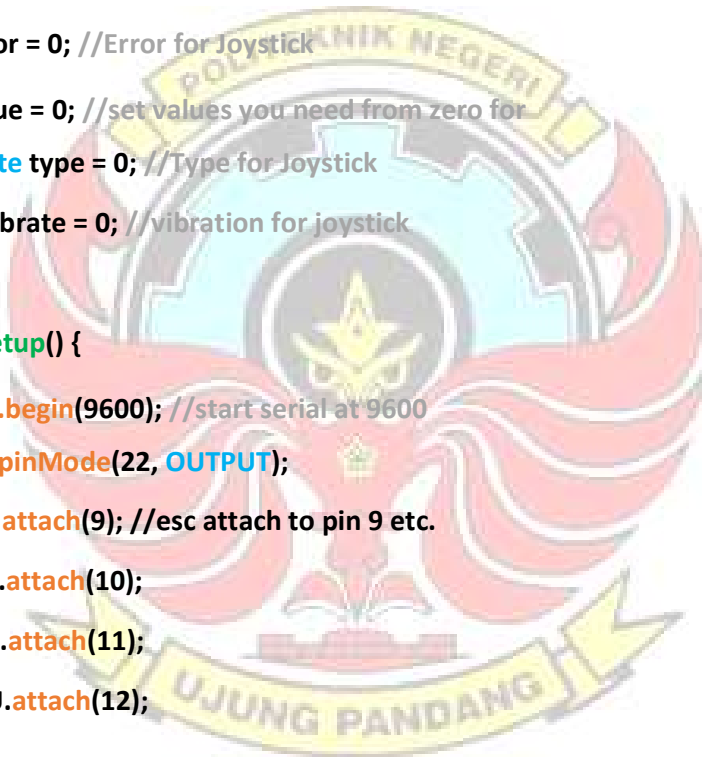 or = 0; //Error for Joystick
ue = 0; //set values you need from zero for
te type = 0; //Type for Joystick
brate = 0; //vibration for joystick
etup() {
.begin(9600); //start serial at 9600
pinMode(22, OUTPUT);
.attach(9); //esc attach to pin 9 etc.
.attach(10);
.attach(11);
.attach(12);
POLITEKNIK NEGERI
UJUNG PANDANG